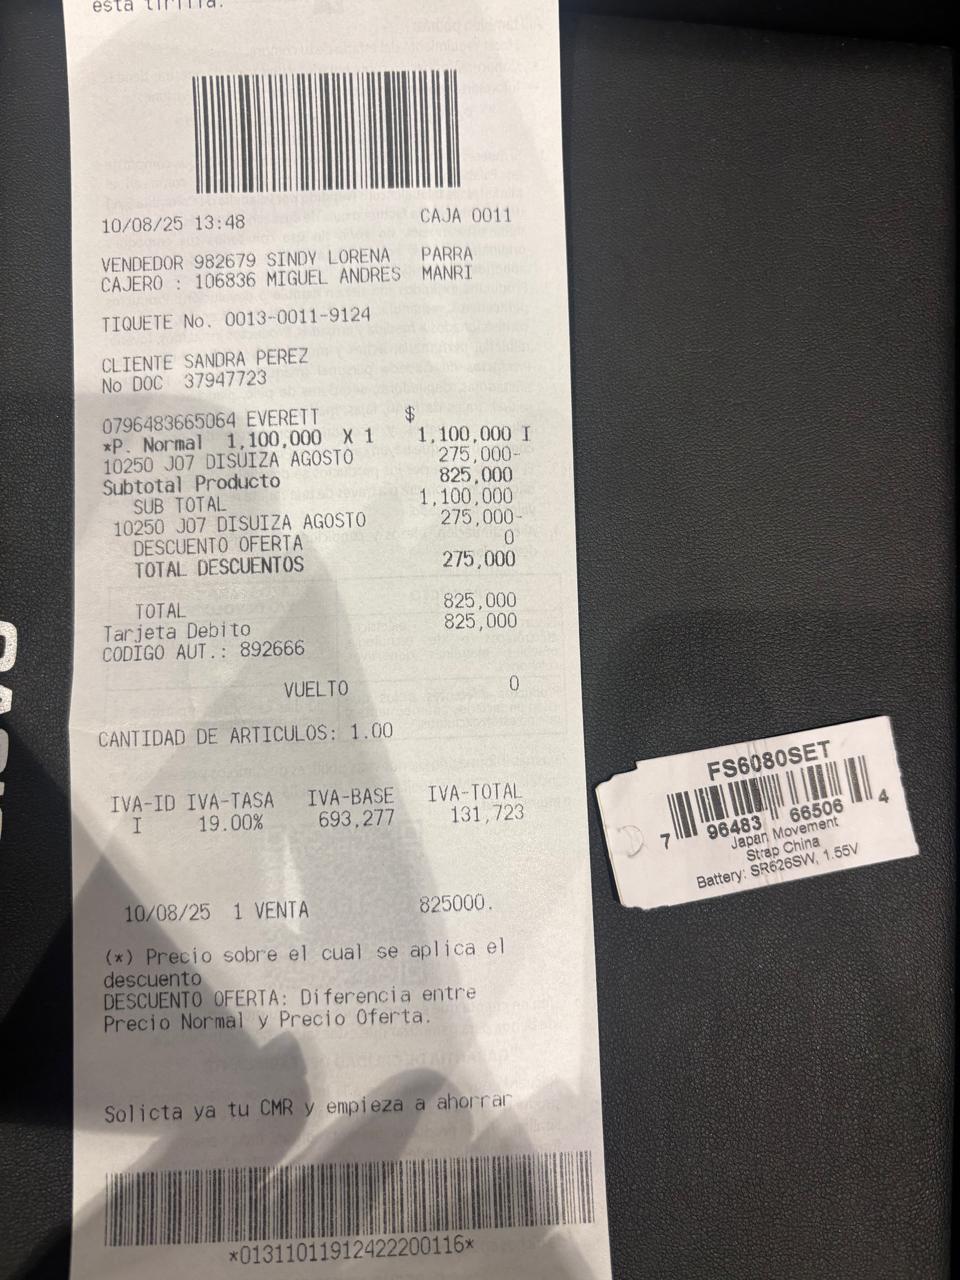 esta tirilla.
10/08/25 13:48 CAJA 0011
VENDEDOR 982679 SINDY LORENA PARRA
CAJERO : 106836 MIGUEL ANDRES MANRI
TIQUETE No. 0013-0011-9124
CLIENTE SANDRA PEREZ
No DOC 37947723
0796483665064 EVERETT $
*P. Normal 1,100,000 X 1 1,100,000 I
10250 J07 DISUIZA AGOSTO 275,000-
Subtotal Producto 825,000
SUB TOTAL 1,100,000
10250 J07 DISUIZA AGOSTO 275,000-
DESCUENTO OFERTA 0
TOTAL DESCUENTOS 275,000
TOTAL 825,000
Tarjeta Debito 825,000
CODIGO AUT.: 892666
VUELTO 0
CANTIDAD DE ARTICULOS: 1.00
IVA-ID IVA-TASA IVA-BASE IVA-TOTAL
I 19.00% 693,277 131,723
10/08/25 1 VENTA 825000.
(*) Precio sobre el cual se aplica el
descuento
DESCUENTO OFERTA: Diferencia entre
Precio Normal y Precio Oferta.
Solicta ya tu CMR y empieza a ahorrar
*01311011912422200116*
FS6080SET
7 96483 66506 4
Japan Movement
Strap China
Battery: SR626SW, 1.55V